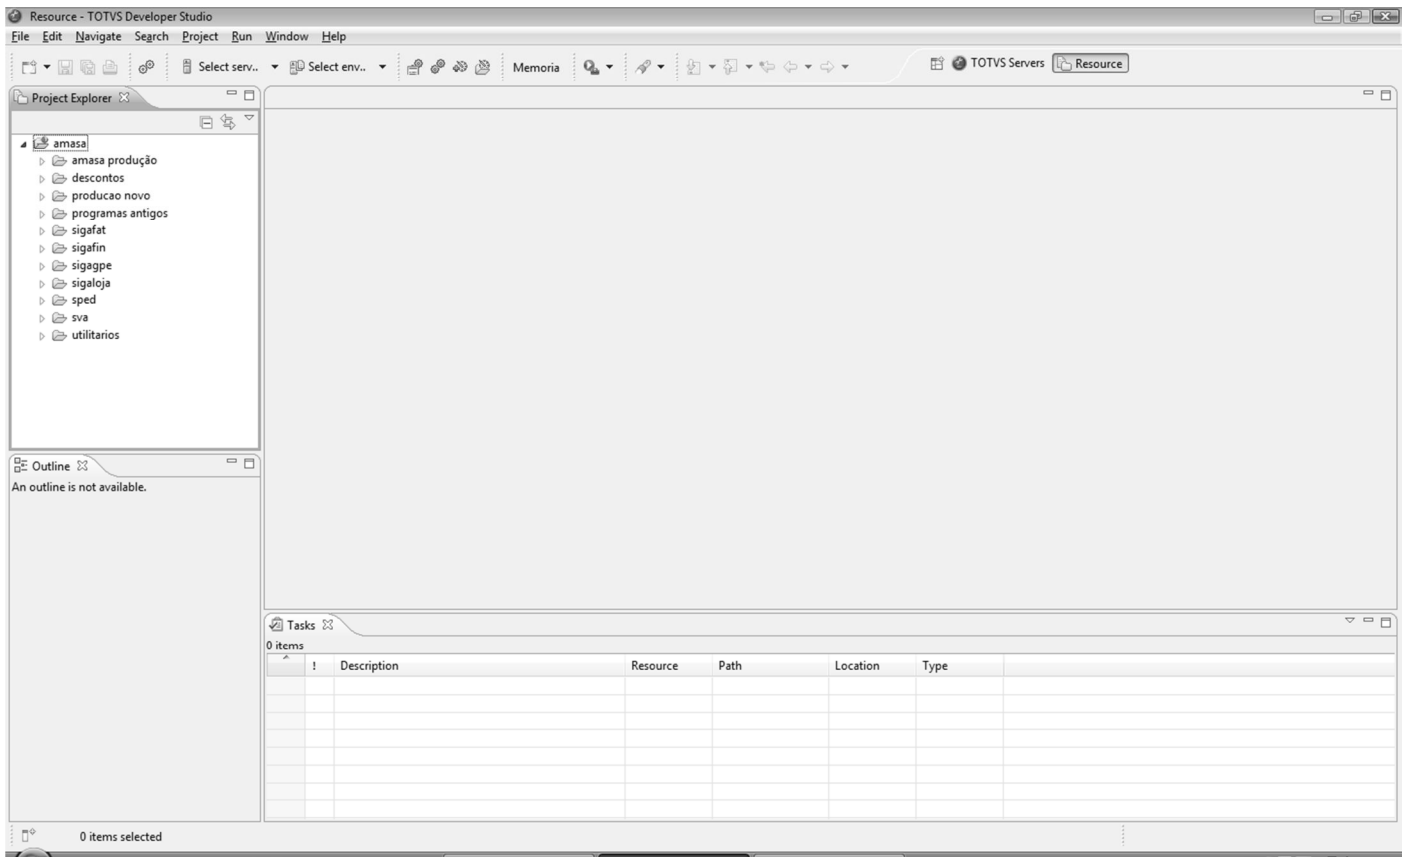 Resource - TOTVS Developer Studio
File Edit Navigate Search Project Run Window Help
Select serv.. Select env.. Memoria TOTVS Servers Resource
Project Explorer
amasa
amasa produção
descontos
producao novo
programas antigos
sigafat
sigafin
sigagpe
sigaloja
sped
sva
utilitarios
Outline
An outline is not available.
Tasks
0 items
! Description Resource Path Location Type
0 items selected